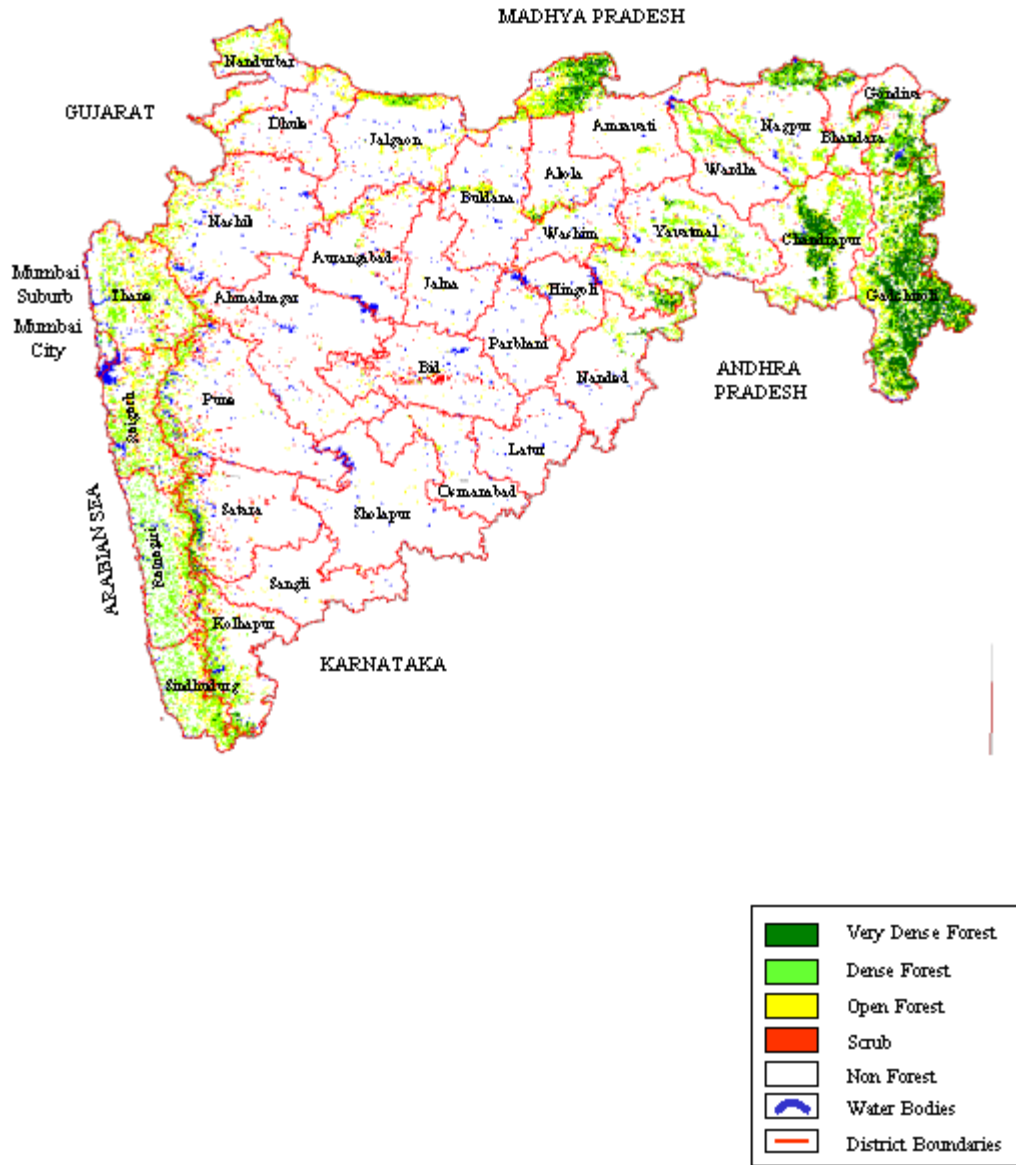 MADHYA PRADESH
Nandurbar
GUJARAT
Dhule
Jalgaon
Amravati
Nagpur
Gondiya
Bhandara
Akola
Wardha
Buldana
Nashik
Washim
Yavatmal
Chandrapur
Aurangabad
Mumbai
Suburb
Thane
Ahmadnagar
Jalna
Hingoli
Gadchiroli
Mumbai
City
Parbhani
Bid
Nanded
ANDHRA
PRADESH
Raigarh
Pune
Latur
Osmanabad
ARABIAN SEA
Satara
Sholapur
Ratnagiri
Sangli
Kolhapur
KARNATAKA
Sindhudurg
Very Dense Forest
Dense Forest
Open Forest
Scrub
Non Forest
Water Bodies
District Boundaries